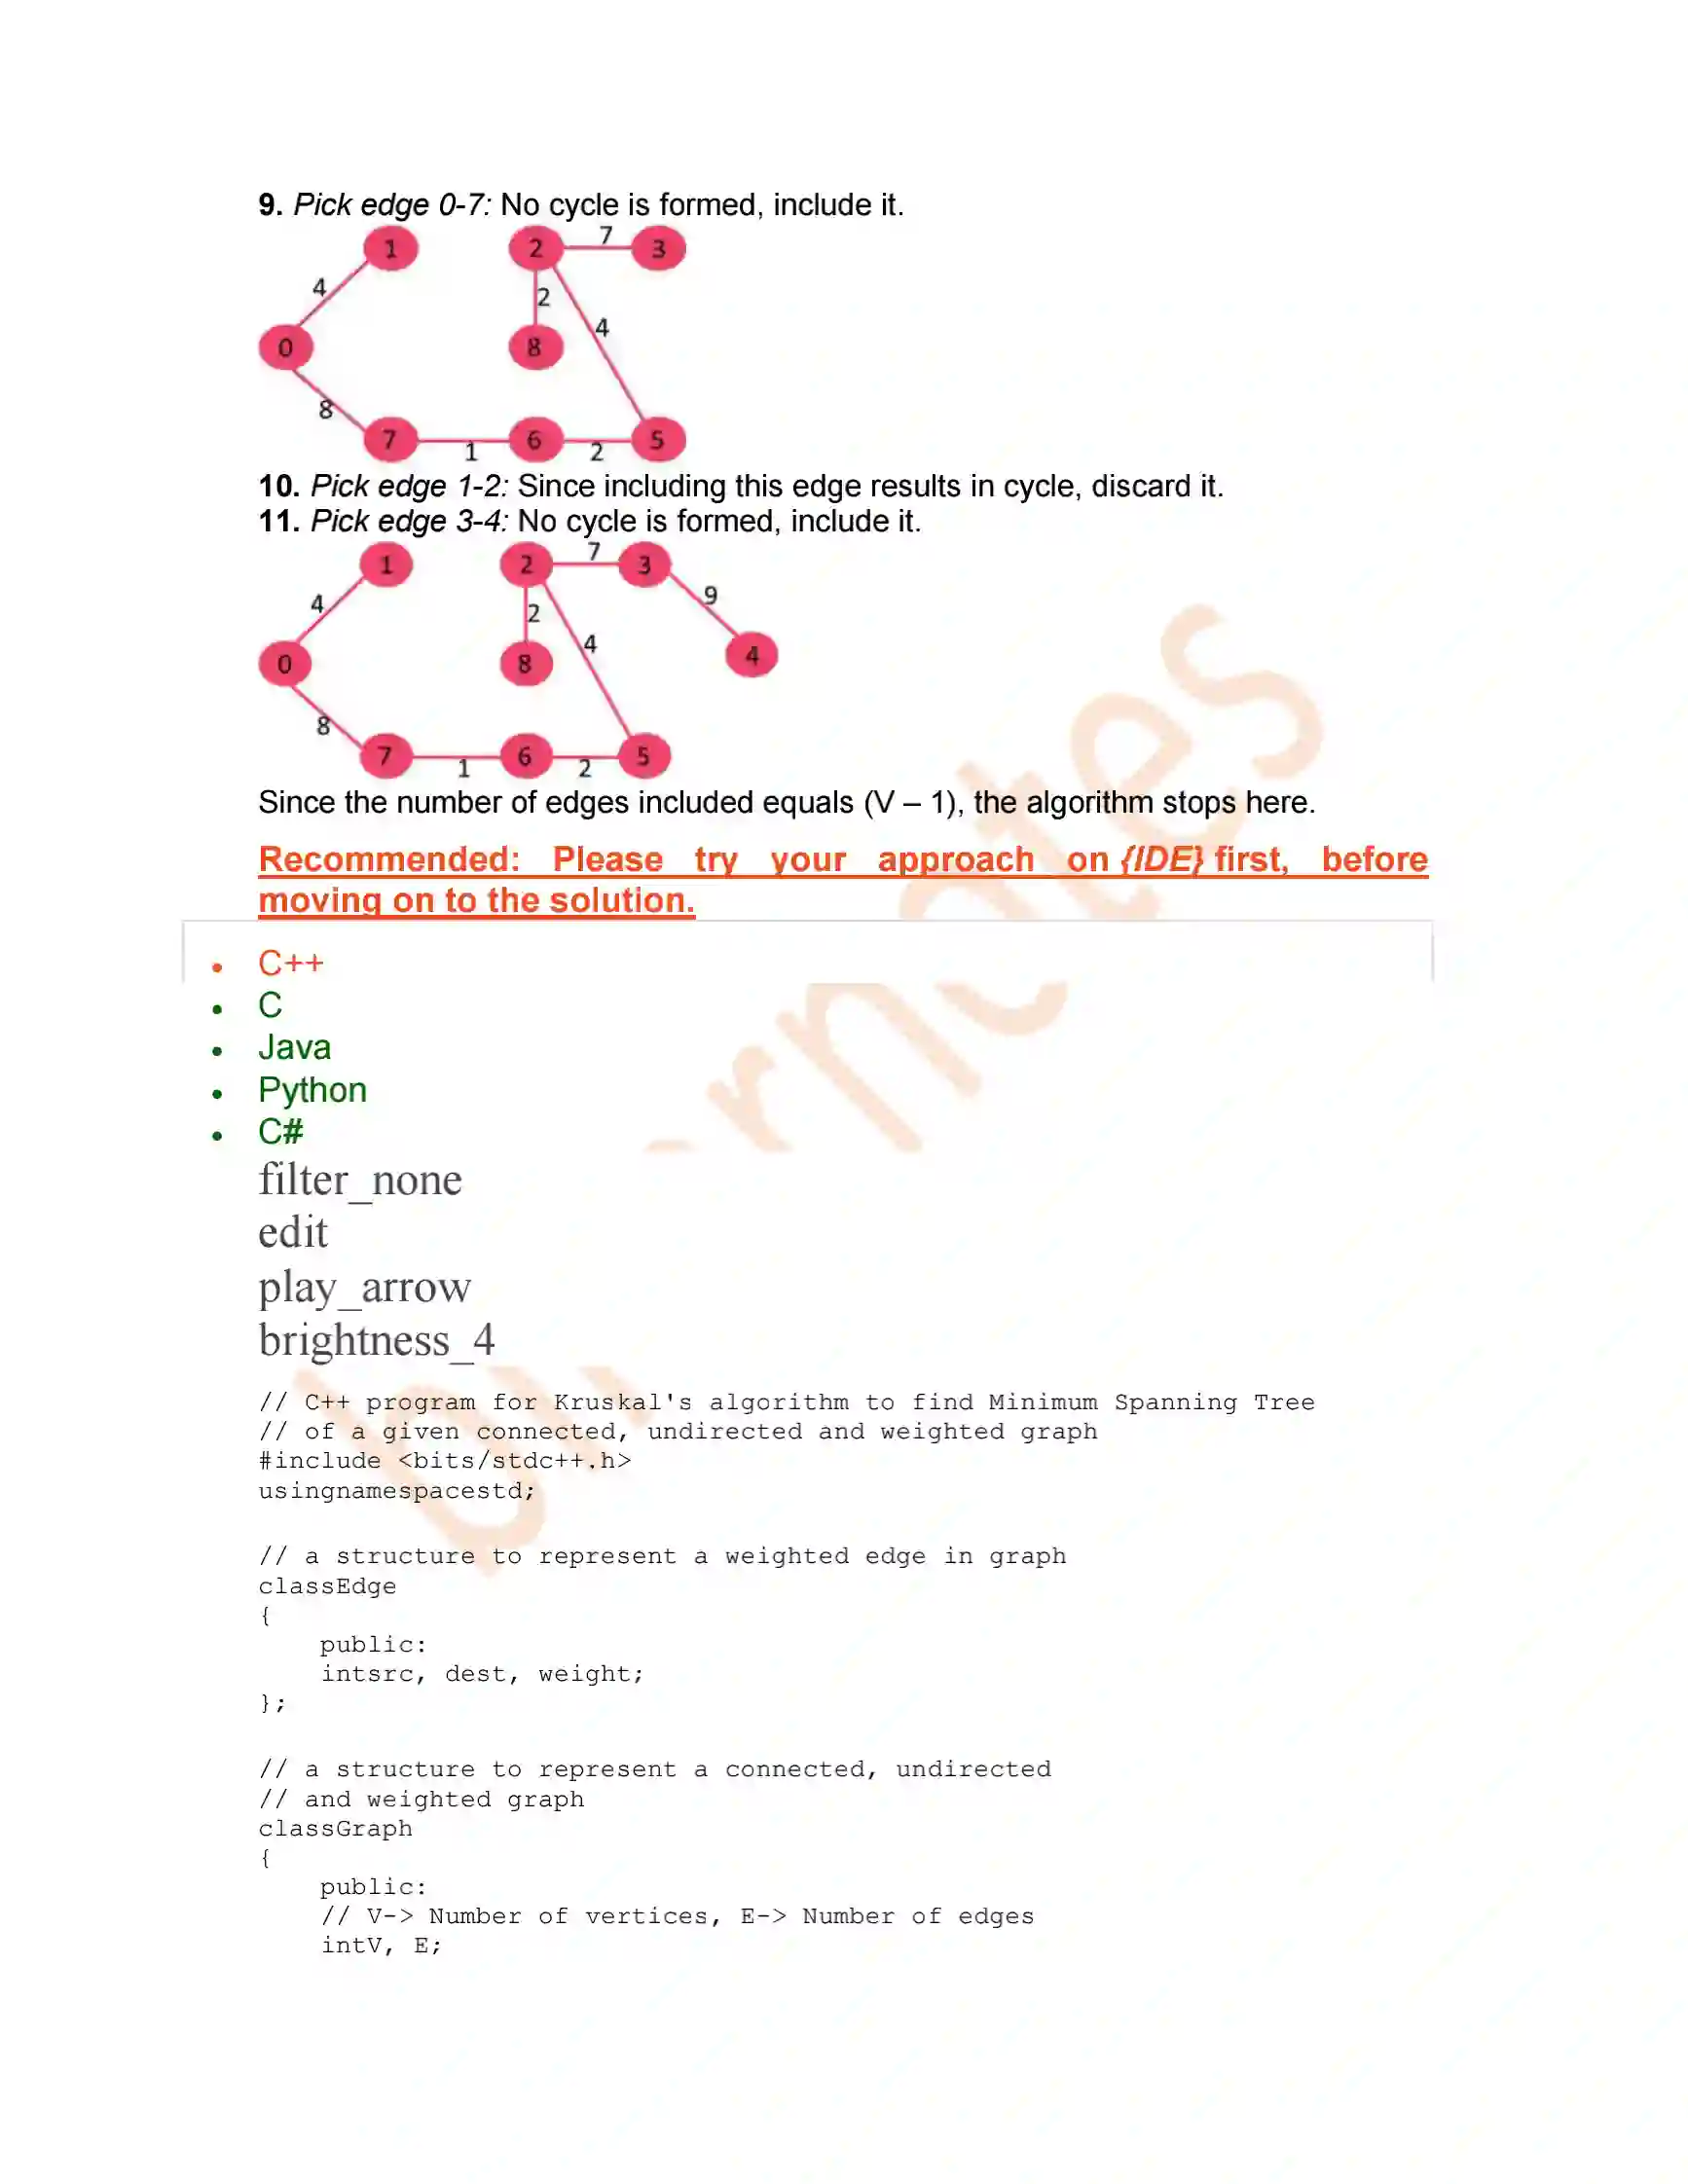 9. Pick edge 0-7: No cycle is formed, include it.
1 2 7 3
4 2 4
0 8
8
7 1 6 2 5
10. Pick edge 1-2: Since including this edge results in cycle, discard it.
11. Pick edge 3-4: No cycle is formed, include it.
1 2 7 3
4 2 4 9
0 8 4
8
7 1 6 2 5
Since the number of edges included equals (V – 1), the algorithm stops here.
Recommended: Please try your approach on {IDE} first, before
moving on to the solution.
• C++
• C
• Java
• Python
• C#
filter_none
edit
play_arrow
brightness_4
// C++ program for Kruskal's algorithm to find Minimum Spanning Tree
// of a given connected, undirected and weighted graph
#include <bits/stdc++.h>
usingnamespacestd;
// a structure to represent a weighted edge in graph
classEdge
{
public:
intsrc, dest, weight;
};
// a structure to represent a connected, undirected
// and weighted graph
classGraph
{
public:
// V-> Number of vertices, E-> Number of edges
intV, E;